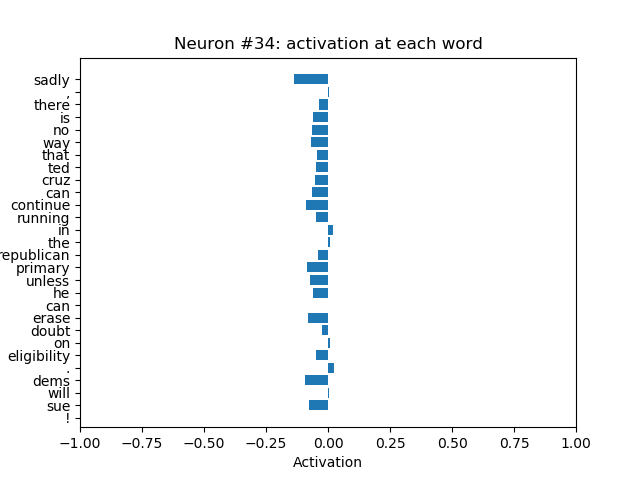 Neuron #34: activation at each word
sadly
,
there
is
no
way
that
ted
cruz
can
continue
running
in
the
republican
primary
unless
he
can
erase
doubt
on
eligibility
.
dems
will
sue
!
−1.00 −0.75 −0.50 −0.25 0.00 0.25 0.50 0.75 1.00
Activation